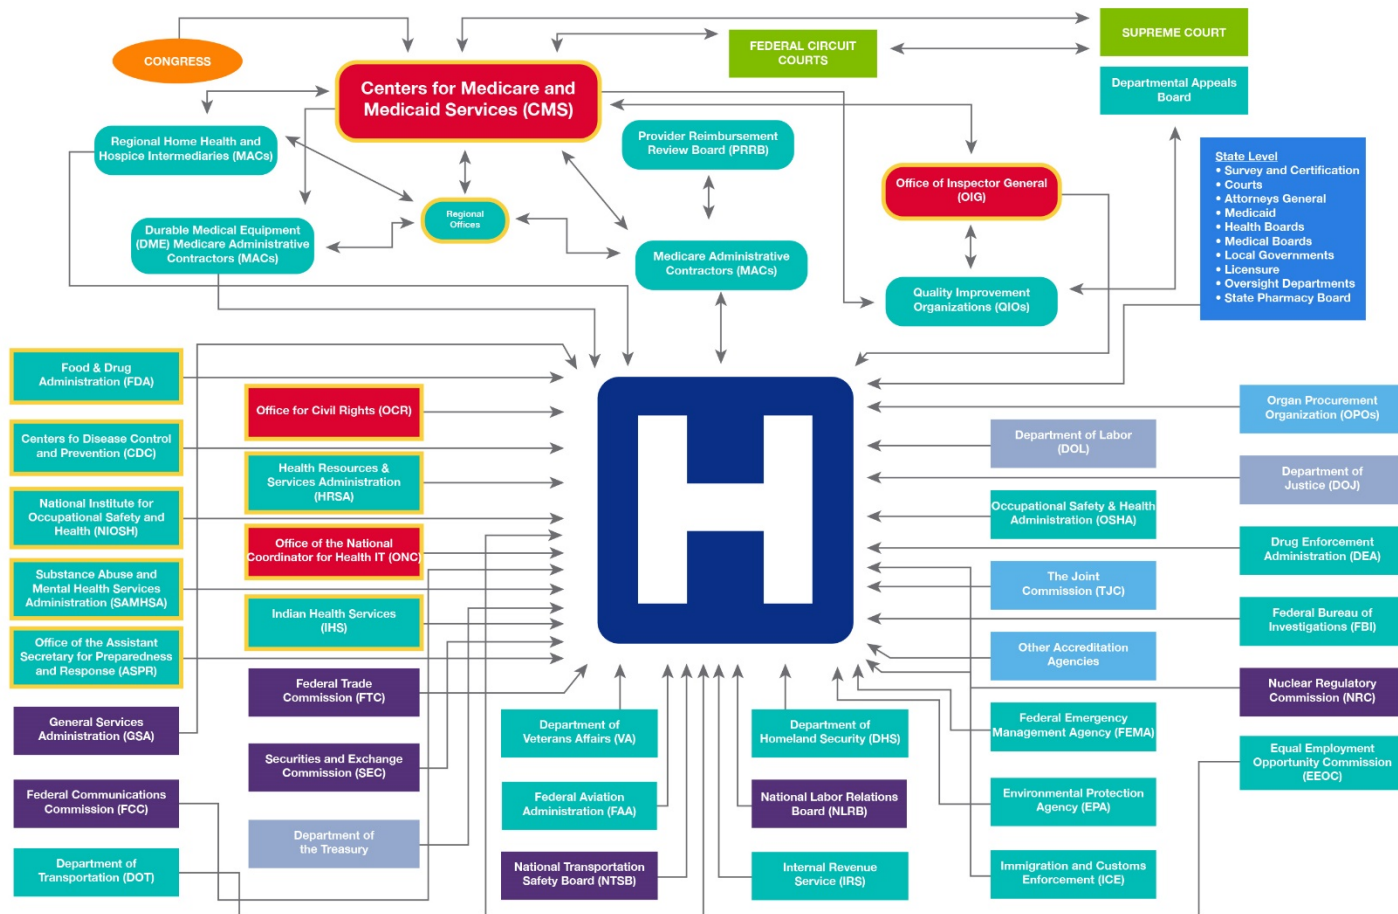 CONGRESS
FEDERAL CIRCUIT
COURTS
SUPREME COURT
Centers for Medicare and
Medicaid Services (CMS)
Departmental Appeals
Board
Regional Home Health and
Hospice Intermediaries (MACs)
Provider Reimbursement
Review Board (PRRB)
Office of Inspector General
(OIG)
State Level
• Survey and Certification
• Courts
• Attorneys General
• Medicaid
• Health Boards
• Medical Boards
• Local Governments
• Licensure
• Oversight Departments
• State Pharmacy Board
Regional
Offices
Durable Medical Equipment
(DME) Medicare Administrative
Contractors (MACs)
Medicare Administrative
Contractors (MACs)
Quality Improvement
Organizations (QIOs)
Food & Drug
Administration (FDA)
Office for Civil Rights (OCR)
Centers fo Disease Control
and Prevention (CDC)
Health Resources &
Services Administration
(HRSA)
National Institute for
Occupational Safety and
Health (NIOSH)
Office of the National
Coordinator for Health IT (ONC)
Substance Abuse and
Mental Health Services
Administration (SAMHSA)
Indian Health Services
(IHS)
Office of the Assistant
Secretary for Preparedness
and Response (ASPR)
H
Organ Procurement
Organization (OPOs)
Department of Labor
(DOL)
Department of
Justice (DOJ)
Occupational Safety & Health
Administration (OSHA)
Drug Enforcement
Administration (DEA)
The Joint
Commission (TJC)
Federal Bureau of
Investigations (FBI)
Other Accreditation
Agencies
Nuclear Regulatory
Commission (NRC)
Federal Trade
Commission (FTC)
General Services
Administration (GSA)
Department of
Veterans Affairs (VA)
Department of
Homeland Security (DHS)
Federal Emergency
Management Agency (FEMA)
Equal Employment
Opportunity Commission
(EEOC)
Securities and Exchange
Commission (SEC)
Federal Communications
Commission (FCC)
Federal Aviation
Administration (FAA)
National Labor Relations
Board (NLRB)
Environmental Protection
Agency (EPA)
Department of
the Treasury
Department of
Transportation (DOT)
National Transportation
Safety Board (NTSB)
Internal Revenue
Service (IRS)
Immigration and Customs
Enforcement (ICE)